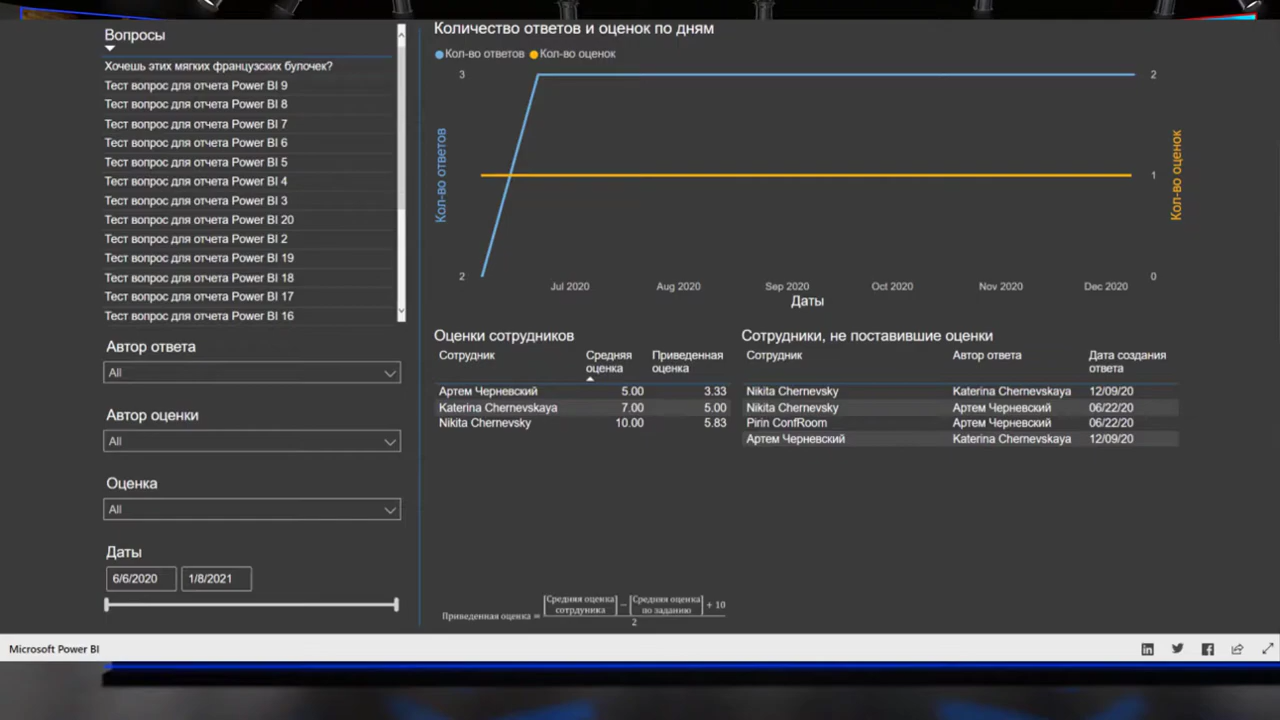 Вопросы
Хочешь этих мягких французских булочек?
Тест вопрос для отчета Power BI 9
Тест вопрос для отчета Power BI 8
Тест вопрос для отчета Power BI 7
Тест вопрос для отчета Power BI 6
Тест вопрос для отчета Power BI 5
Тест вопрос для отчета Power BI 4
Тест вопрос для отчета Power BI 3
Тест вопрос для отчета Power BI 20
Тест вопрос для отчета Power BI 2
Тест вопрос для отчета Power BI 19
Тест вопрос для отчета Power BI 18
Тест вопрос для отчета Power BI 17
Тест вопрос для отчета Power BI 16
Автор ответа
All
Автор оценки
All
Оценка
All
Даты
6/6/2020 1/8/2021
Количество ответов и оценок по дням
Кол-во ответов Кол-во оценок
3 2
Кол-во ответов
1
Кол-во оценок
2 0
Jul 2020 Aug 2020 Sep 2020 Oct 2020 Nov 2020 Dec 2020
Даты
Оценки сотрудников
Сотрудник Средняя оценка Приведенная оценка
Артем Черневский 5.00 3.33
Katerina Chernevskaya 7.00 5.00
Nikita Chernevsky 10.00 5.83
Сотрудники, не поставившие оценки
Сотрудник Автор ответа Дата создания ответа
Nikita Chernevsky Katerina Chernevskaya 12/09/20
Nikita Chernevsky Артем Черневский 06/22/20
Pirin ConfRoom Артем Черневский 06/22/20
Артем Черневский Katerina Chernevskaya 12/09/20
Приведенная оценка = [Средняя оценка сотрдуника] − [Средняя оценка по заданию] + 10
2
Microsoft Power BI